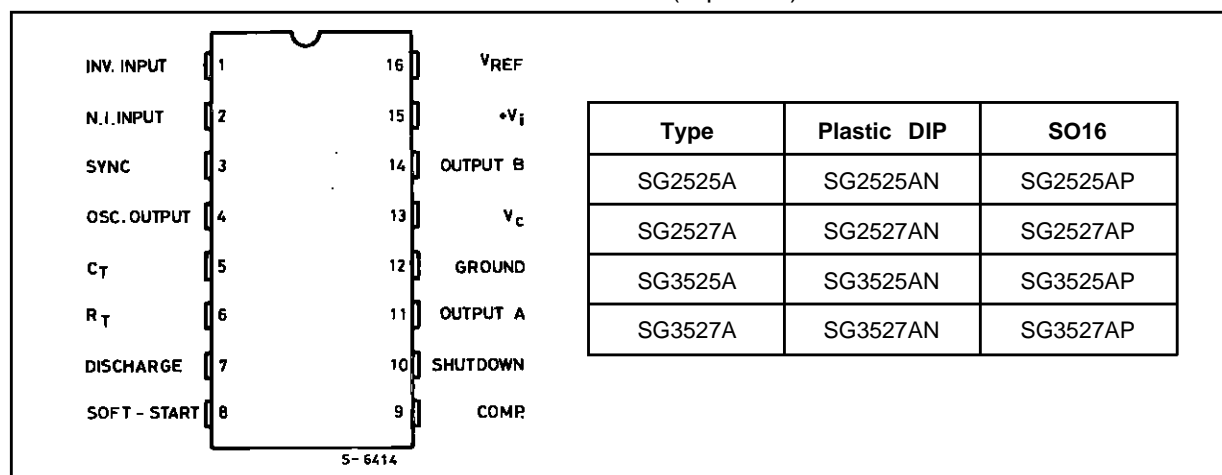 INV. INPUT 1 16 VREF
N.I. INPUT 2 15 +Vi
SYNC 3 14 OUTPUT B
OSC. OUTPUT 4 13 Vc
CT 5 12 GROUND
RT 6 11 OUTPUT A
DISCHARGE 7 10 SHUTDOWN
SOFT - START 8 9 COMP.
S- 6414
Type Plastic DIP SO16
SG2525A SG2525AN SG2525AP
SG2527A SG2527AN SG2527AP
SG3525A SG3525AN SG3525AP
SG3527A SG3527AN SG3527AP